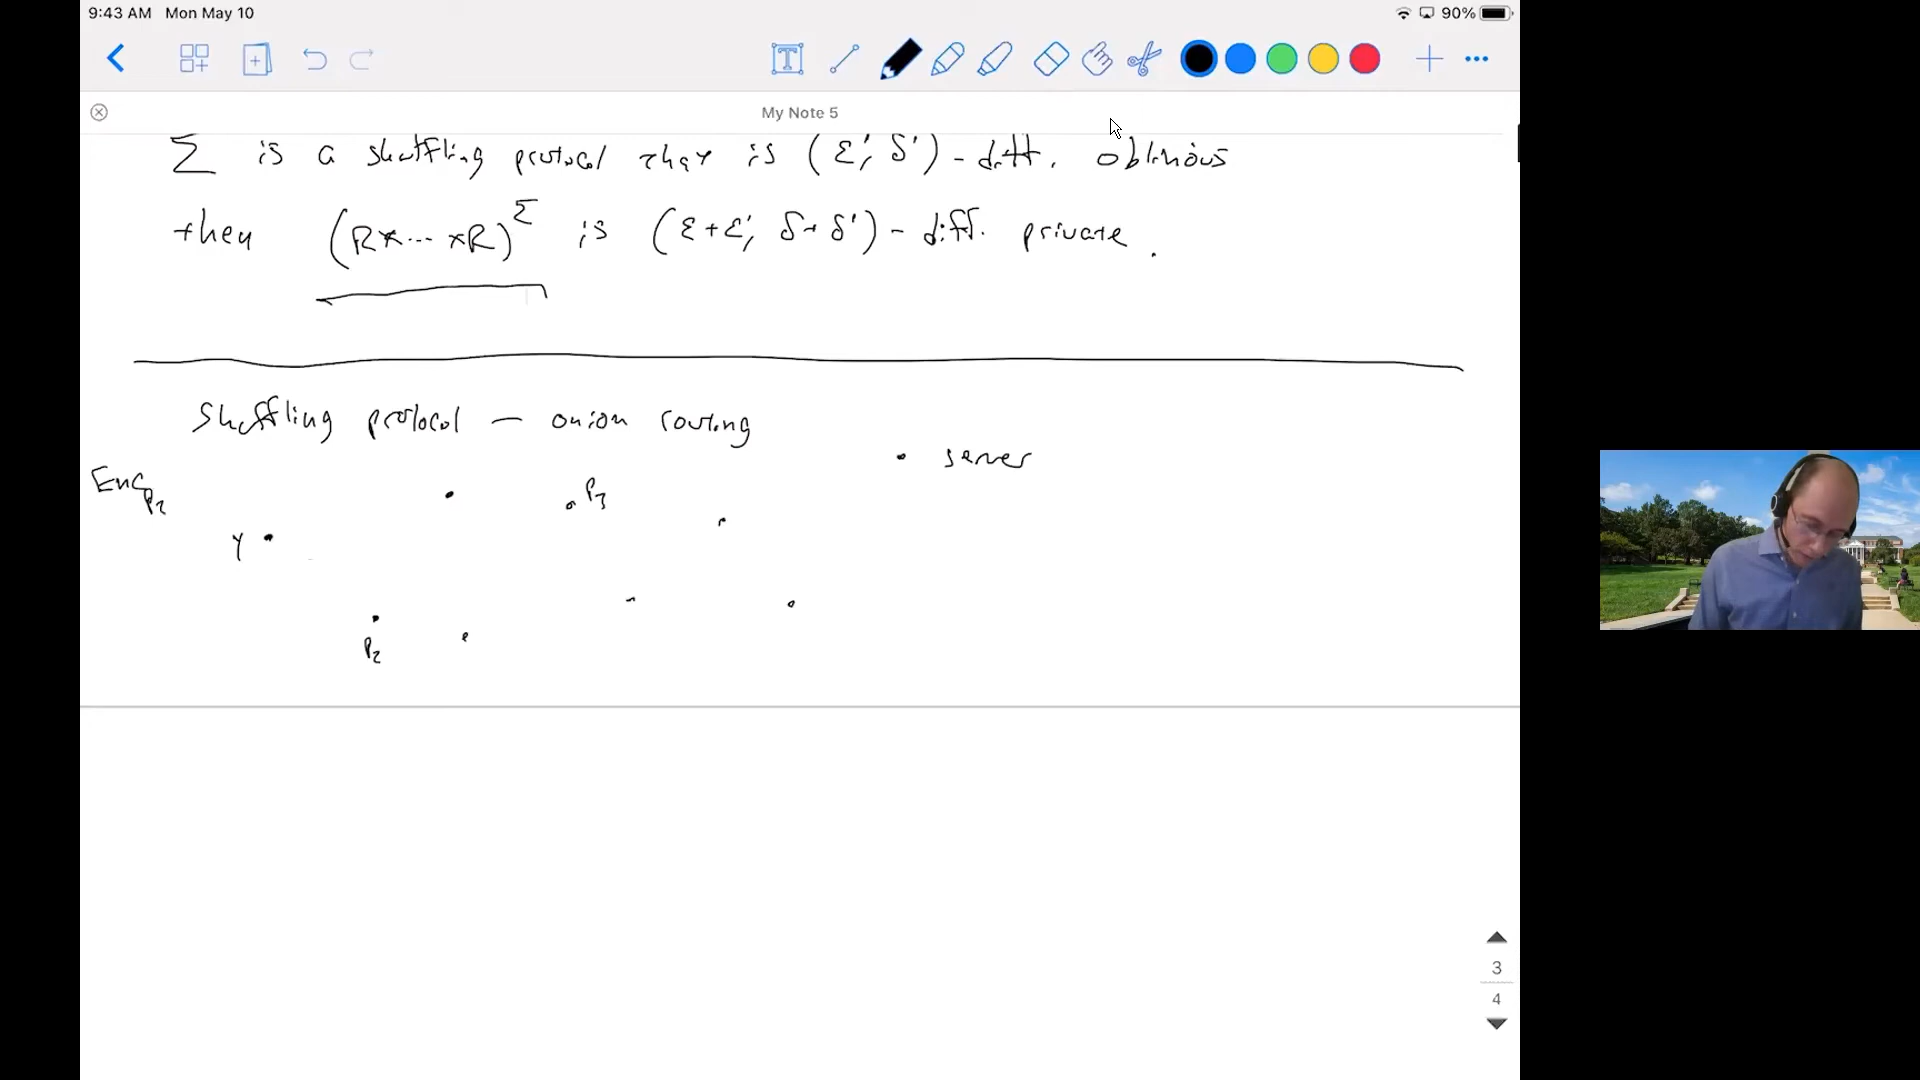 9:43 AM Mon May 10
90%
T
My Note 5
Σ is a shuffling protocol that is (ε', δ') - diff. oblivious
then (R×···×R)^Σ is (ε+ε', δ+δ') - diff. private.
Shuffling protocol — onion routing
server
Enc_P2
P3
y
P2
3
4